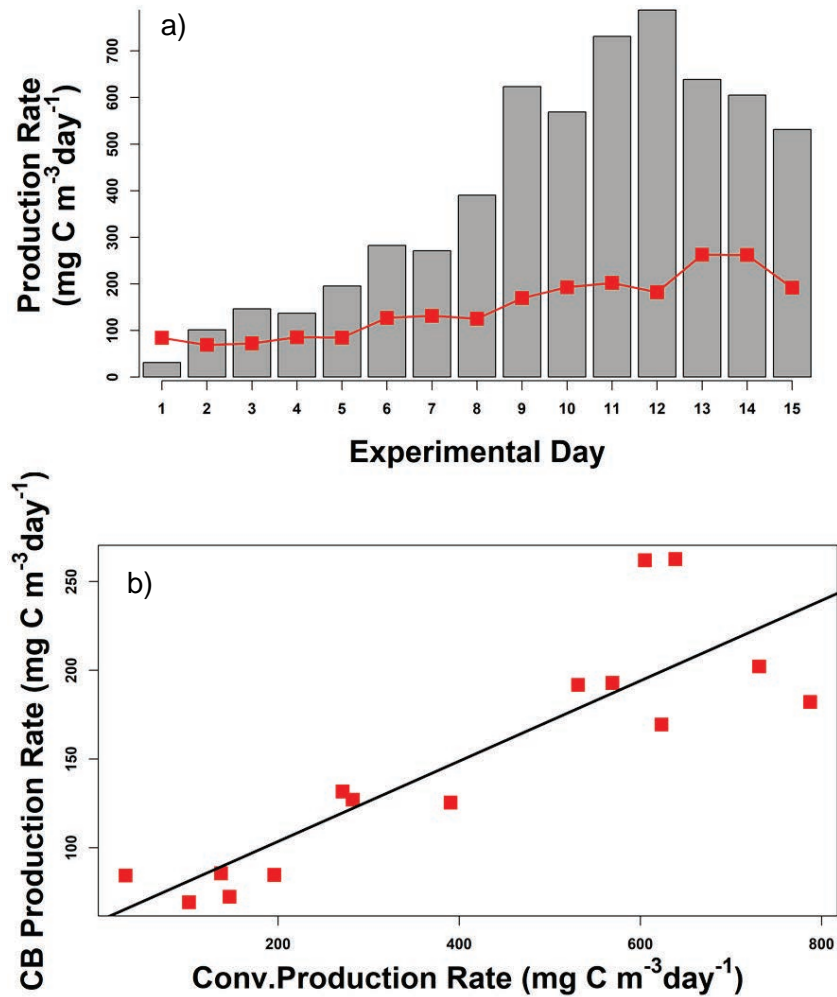 a)
Production Rate
(mg C m⁻³day⁻¹)
700
600
500
400
300
200
100
0
1 2 3 4 5 6 7 8 9 10 11 12 13 14 15
Experimental Day
b)
CB Production Rate (mg C m⁻³day⁻¹)
250
200
150
100
200 400 600 800
Conv.Production Rate (mg C m⁻³day⁻¹)